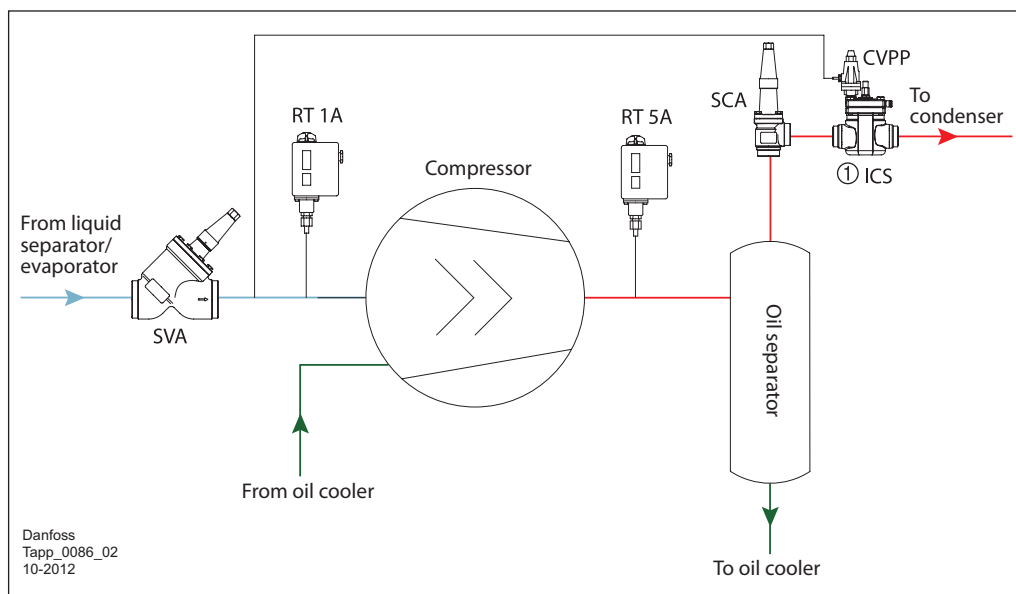 CVPP
SCA
To
condenser
RT 1A
RT 5A
① ICS
Compressor
From liquid
separator/
evaporator
SVA
Oil separator
From oil cooler
To oil cooler
Danfoss
Tapp_0086_02
10-2012